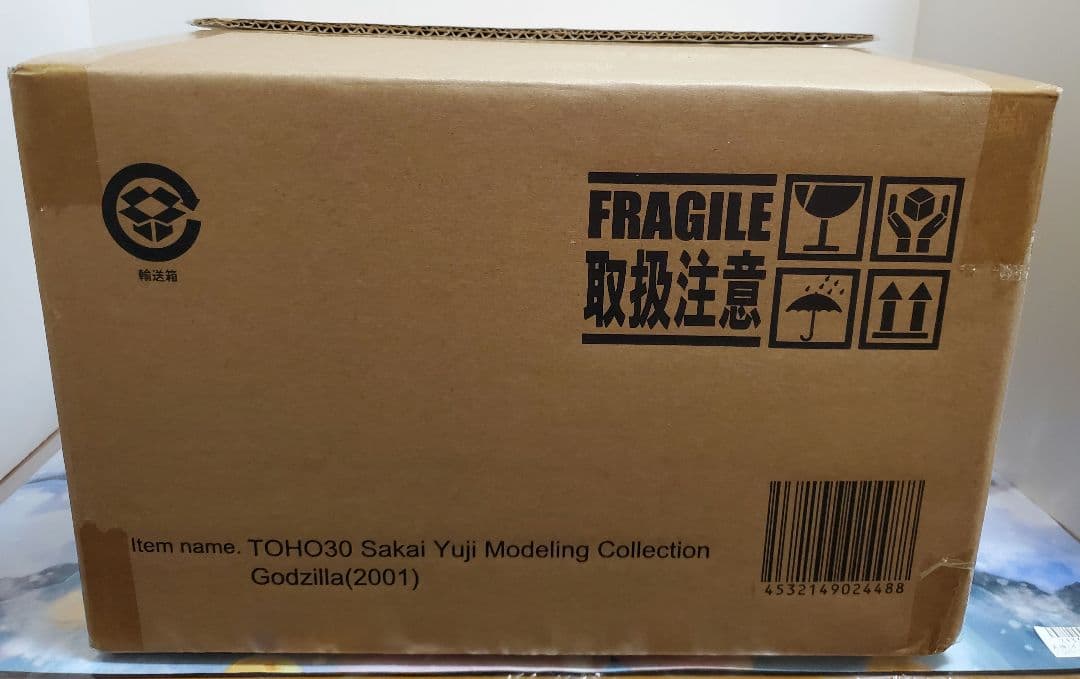 FRAGILE
取扱注意
輸送箱
Item name. TOHO30 Sakai Yuji Modeling Collection
Godzilla(2001)
4532149024488